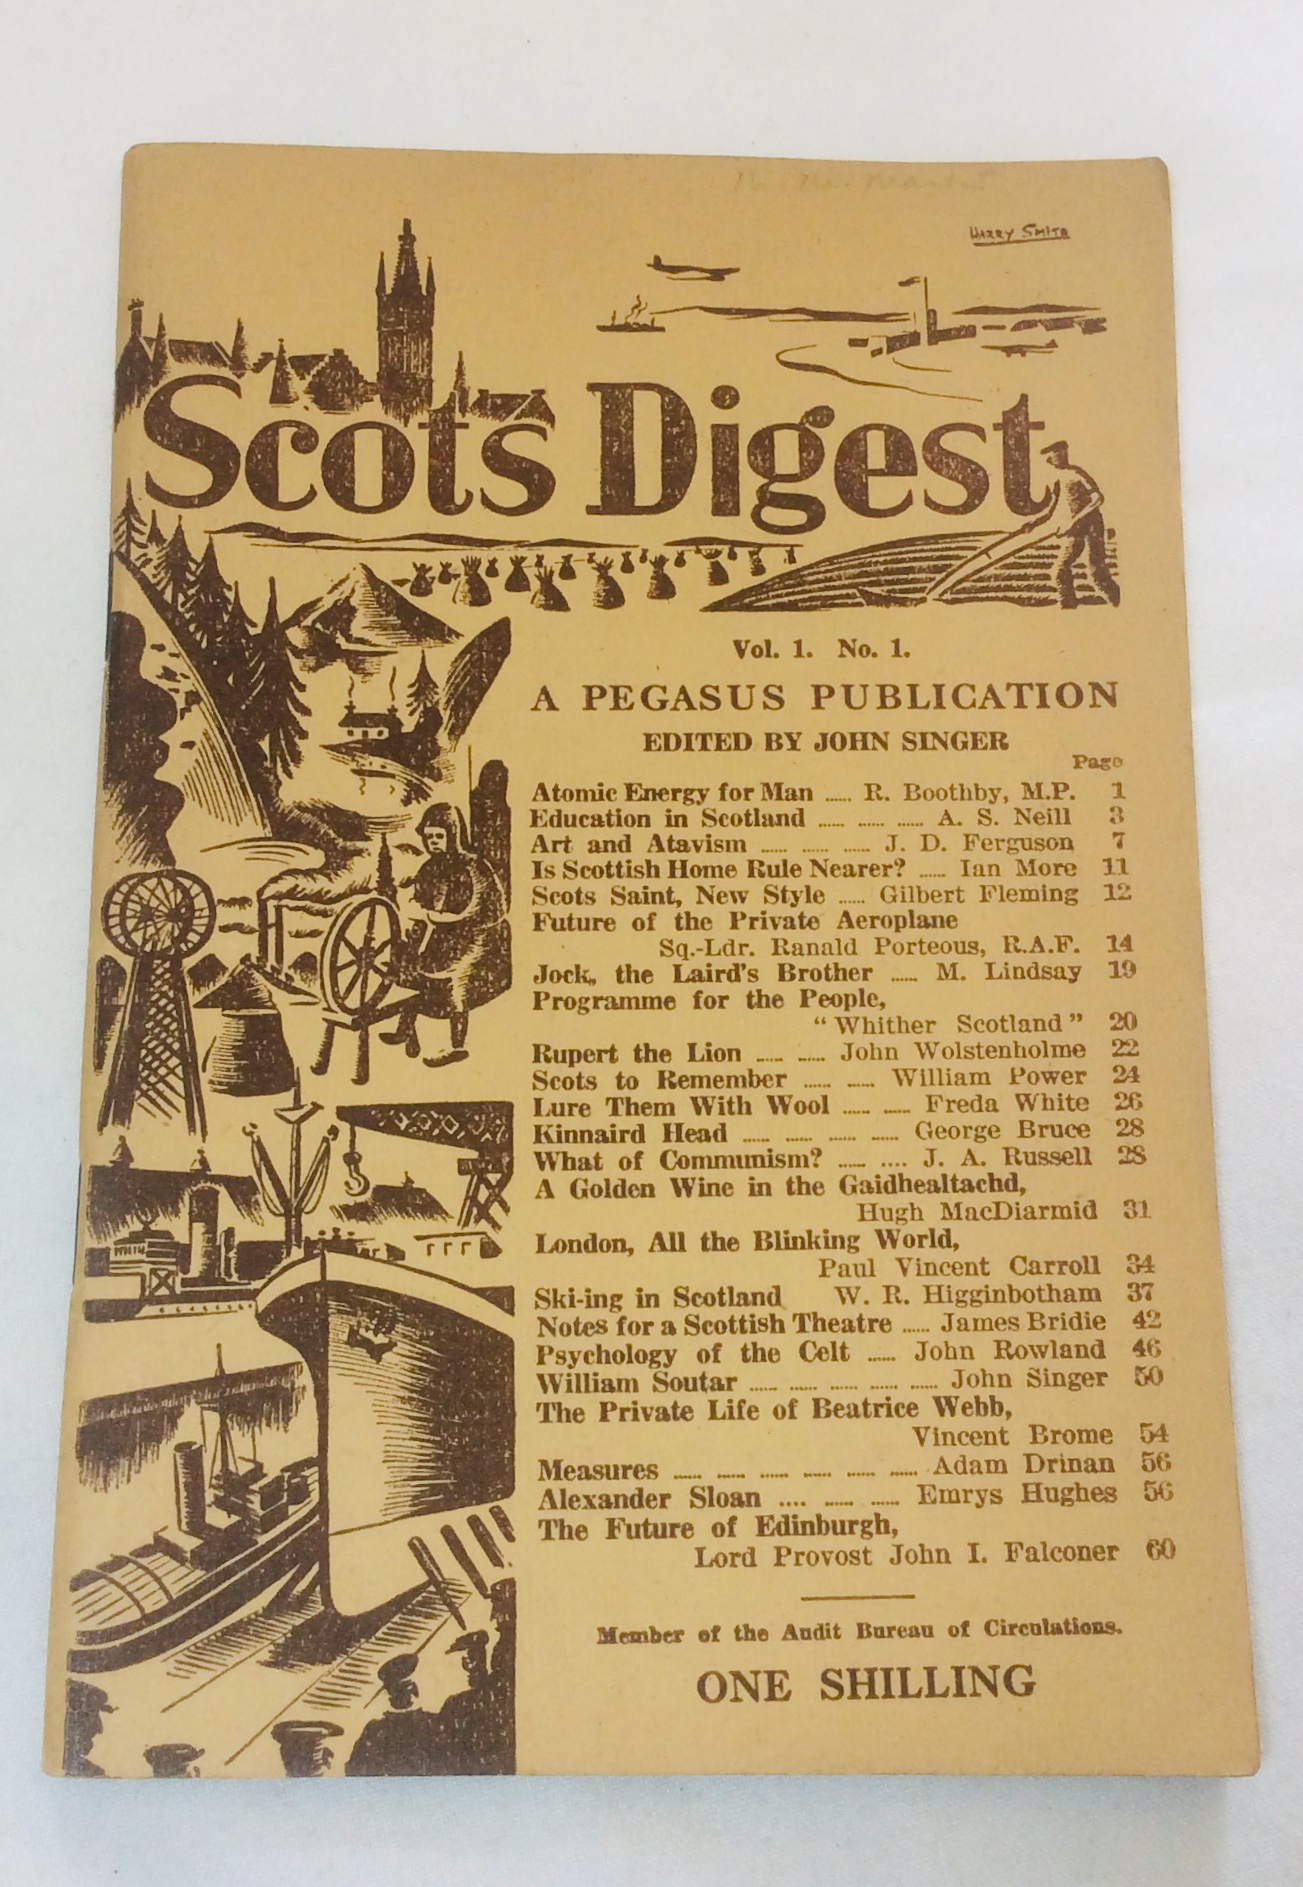 HARRY SMITH
Scots Digest
Vol. 1. No. 1.
A PEGASUS PUBLICATION
EDITED BY JOHN SINGER
Page
Atomic Energy for Man ...... R. Boothby, M.P. 1
Education in Scotland ...... ...... ...... A. S. Neill 3
Art and Atavism ...... ...... ...... J. D. Ferguson 7
Is Scottish Home Rule Nearer? ...... Ian More 11
Scots Saint, New Style ...... Gilbert Fleming 12
Future of the Private Aeroplane
Sq.-Ldr. Ranald Porteous, R.A.F. 14
Jock, the Laird's Brother ...... M. Lindsay 19
Programme for the People,
"Whither Scotland" 20
Rupert the Lion ...... ...... John Wolstenholme 22
Scots to Remember ...... ...... William Power 24
Lure Them With Wool ...... ...... Freda White 26
Kinnaird Head ...... ...... ...... ...... George Bruce 28
What of Communism? ...... .... J. A. Russell 28
A Golden Wine in the Gaidhealtachd,
Hugh MacDiarmid 31
London, All the Blinking World,
Paul Vincent Carroll 34
Ski-ing in Scotland W. R. Higginbotham 37
Notes for a Scottish Theatre ...... James Bridie 42
Psychology of the Celt ...... John Rowland 46
William Soutar ...... ...... ...... ...... ...... John Singer 50
The Private Life of Beatrice Webb,
Vincent Brome 54
Measures ...... ...... ...... ...... ...... ...... Adam Drinan 56
Alexander Sloan .... ...... ...... Emrys Hughes 56
The Future of Edinburgh,
Lord Provost John I. Falconer 60
Member of the Audit Bureau of Circulations.
ONE SHILLING